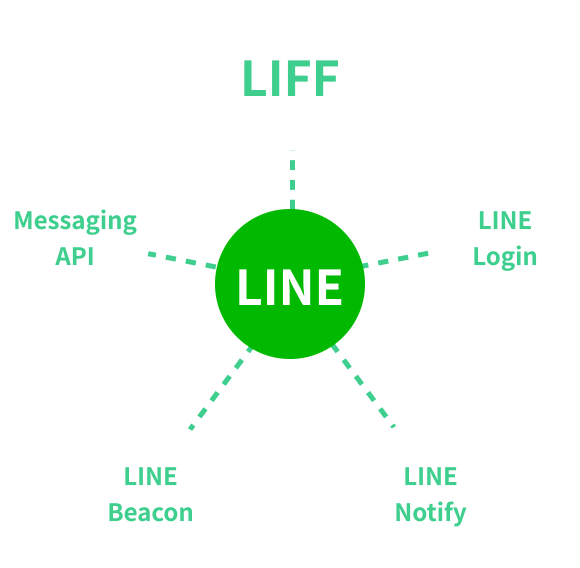 LIFF
Messaging
API
LINE
LINE
Login
LINE
Beacon
LINE
Notify